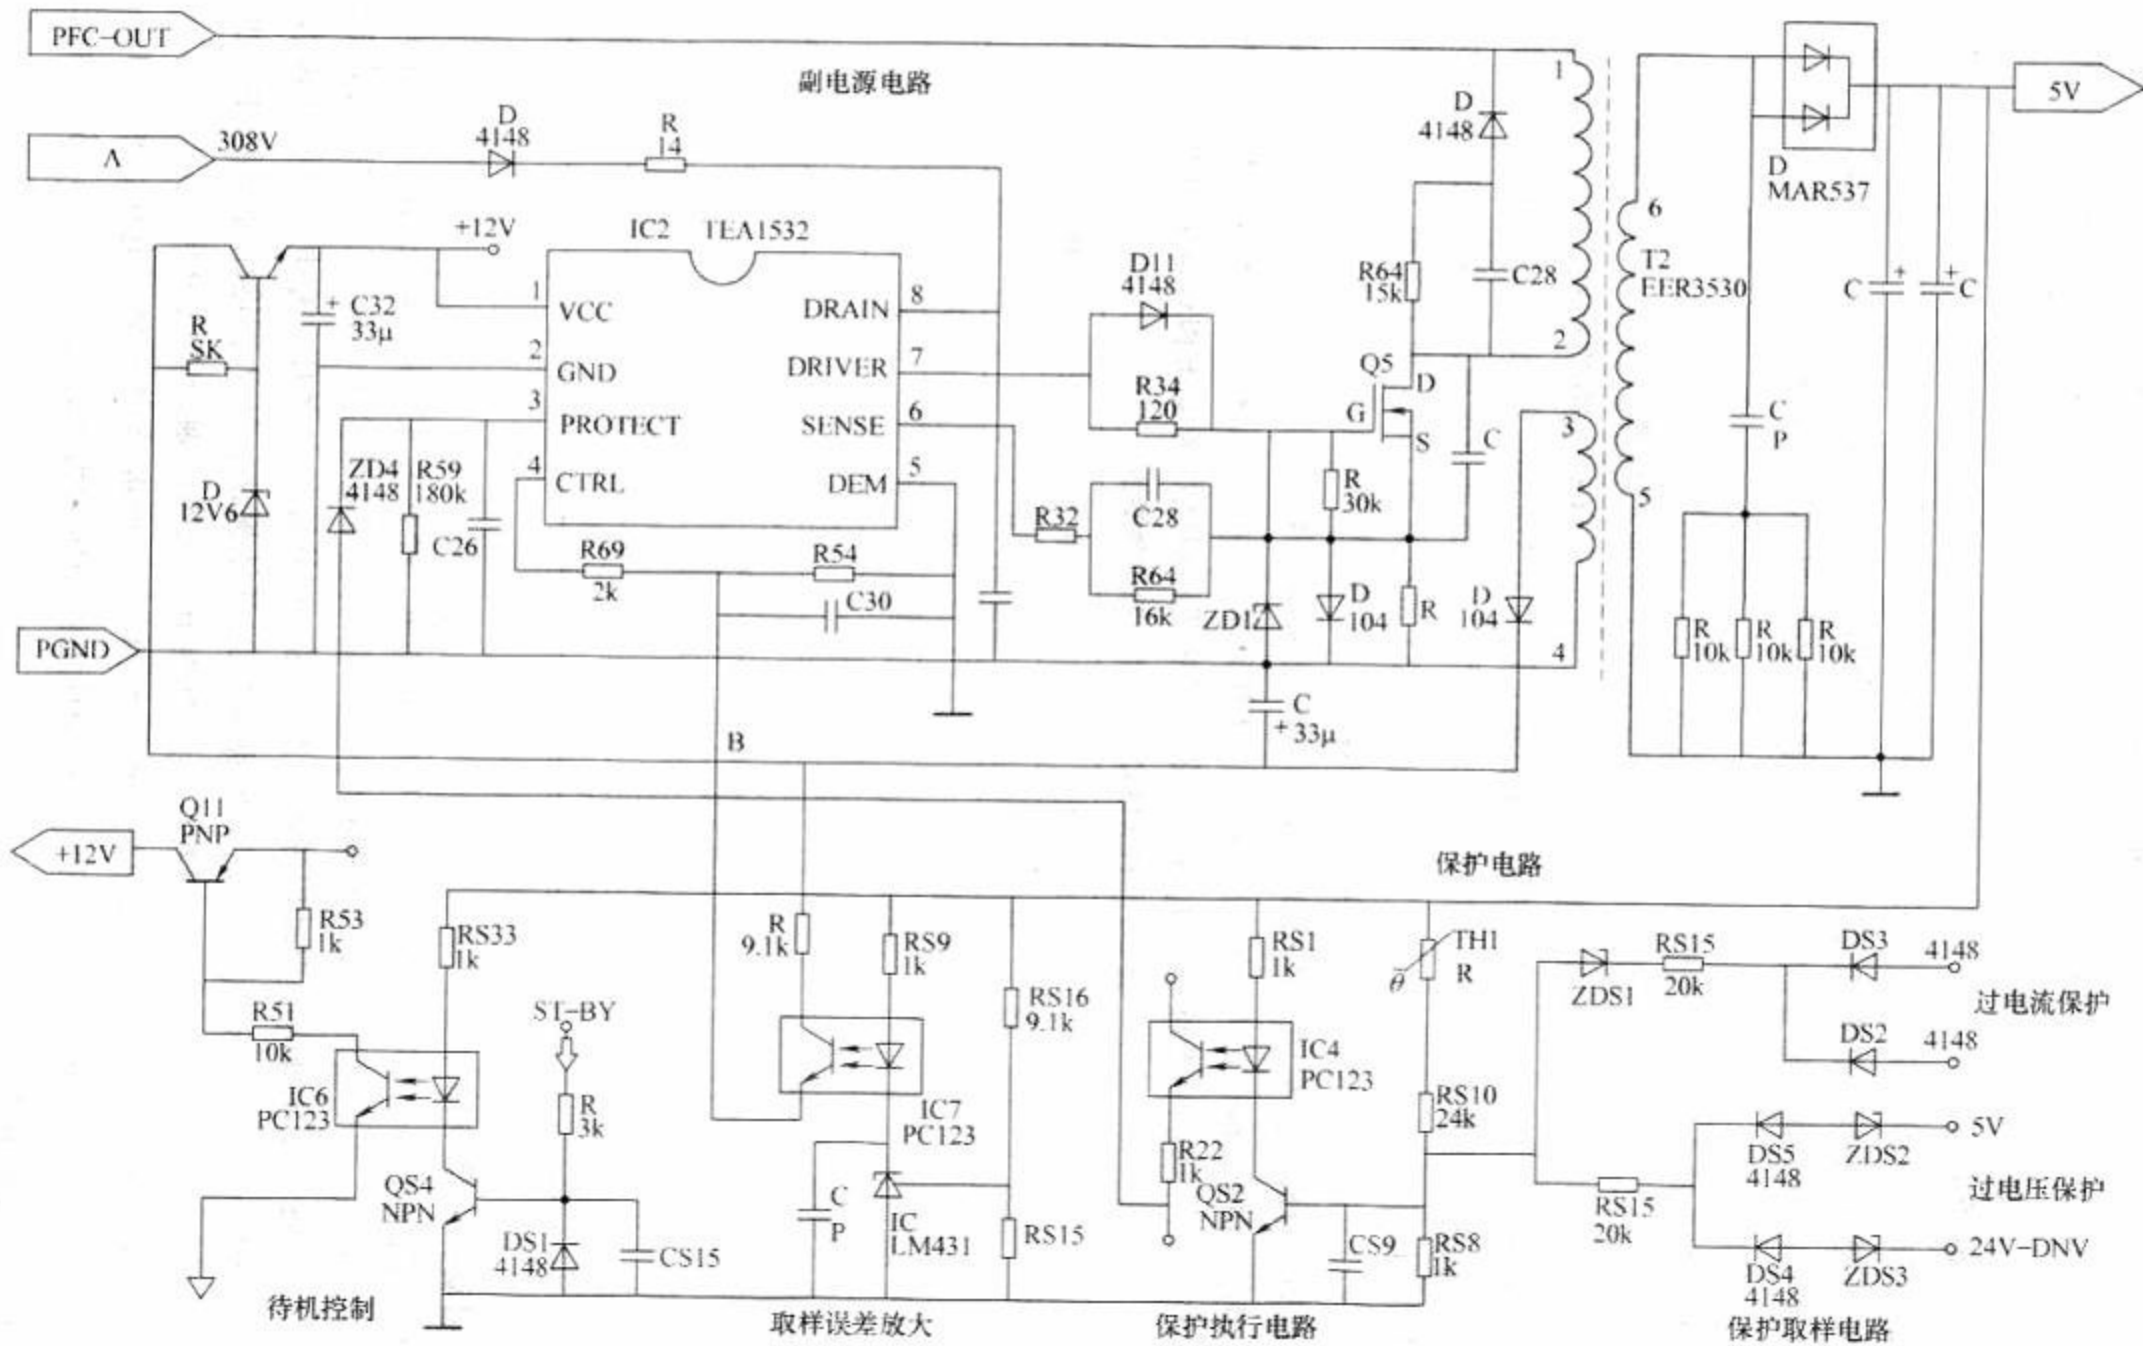 PFC-OUT
副电源电路
5V
A
308V
D
4148
R
14
D
4148
D
MAR537
1
6
+12V
IC2
TEA1532
R
SK
+
C32
33μ
1
VCC
2
GND
3
PROTECT
4
CTRL
DRAIN
8
DRIVER
7
SENSE
6
DEM
5
D11
4148
R34
120
R64
15k
C28
2
T2
EER3530
C
+
+
C
Q5
D
G
S
C
3
C
P
5
D
12V6
ZD4
4148
R59
180k
C26
R69
2k
R54
C30
R32
C28
R64
16k
R
30k
ZD1
D
104
R
D
104
4
R
10k
R
10k
R
10k
PGND
C
+
33μ
B
Q11
PNP
+12V
保护电路
R53
1k
RS33
1k
R
9.1k
RS9
1k
RS16
9.1k
RS1
1k
TH1
R
θ
ZDS1
RS15
20k
DS3
4148
过电流保护
DS2
4148
R51
10k
ST-BY
R
3k
IC6
PC123
IC7
PC123
IC4
PC123
RS10
24k
R22
1k
DS5
4148
ZDS2
5V
过电压保护
RS15
20k
DS4
4148
ZDS3
24V-DNV
QS4
NPN
DS1
4148
CS15
C
P
IC
LM431
RS15
QS2
NPN
CS9
RS8
1k
待机控制
取样误差放大
保护执行电路
保护取样电路